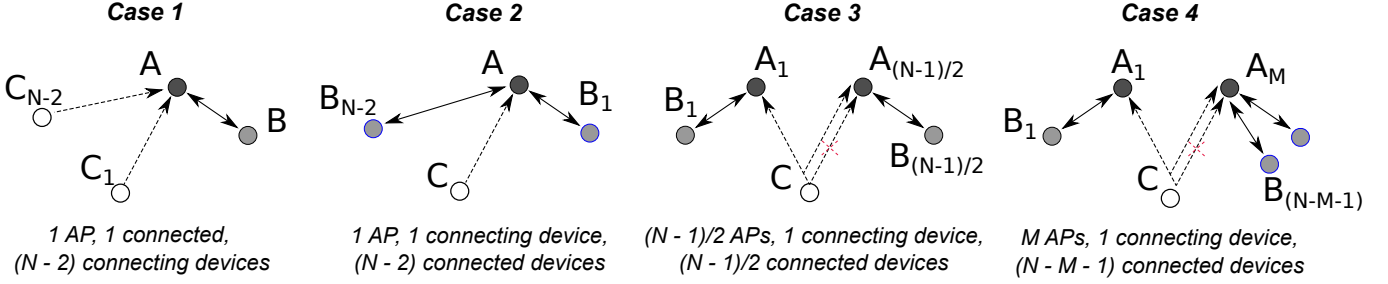 Case 1
A
C_{N-2}
B
C_1
1 AP, 1 connected,
(N - 2) connecting devices
Case 2
A
B_{N-2}
B_1
C
1 AP, 1 connecting device,
(N - 2) connected devices
Case 3
A_1
A_{(N-1)/2}
B_1
B_{(N-1)/2}
C
(N - 1)/2 APs, 1 connecting device,
(N - 1)/2 connected devices
Case 4
A_1
A_M
B_1
C
B_{(N-M-1)}
M APs, 1 connecting device,
(N - M - 1) connected devices